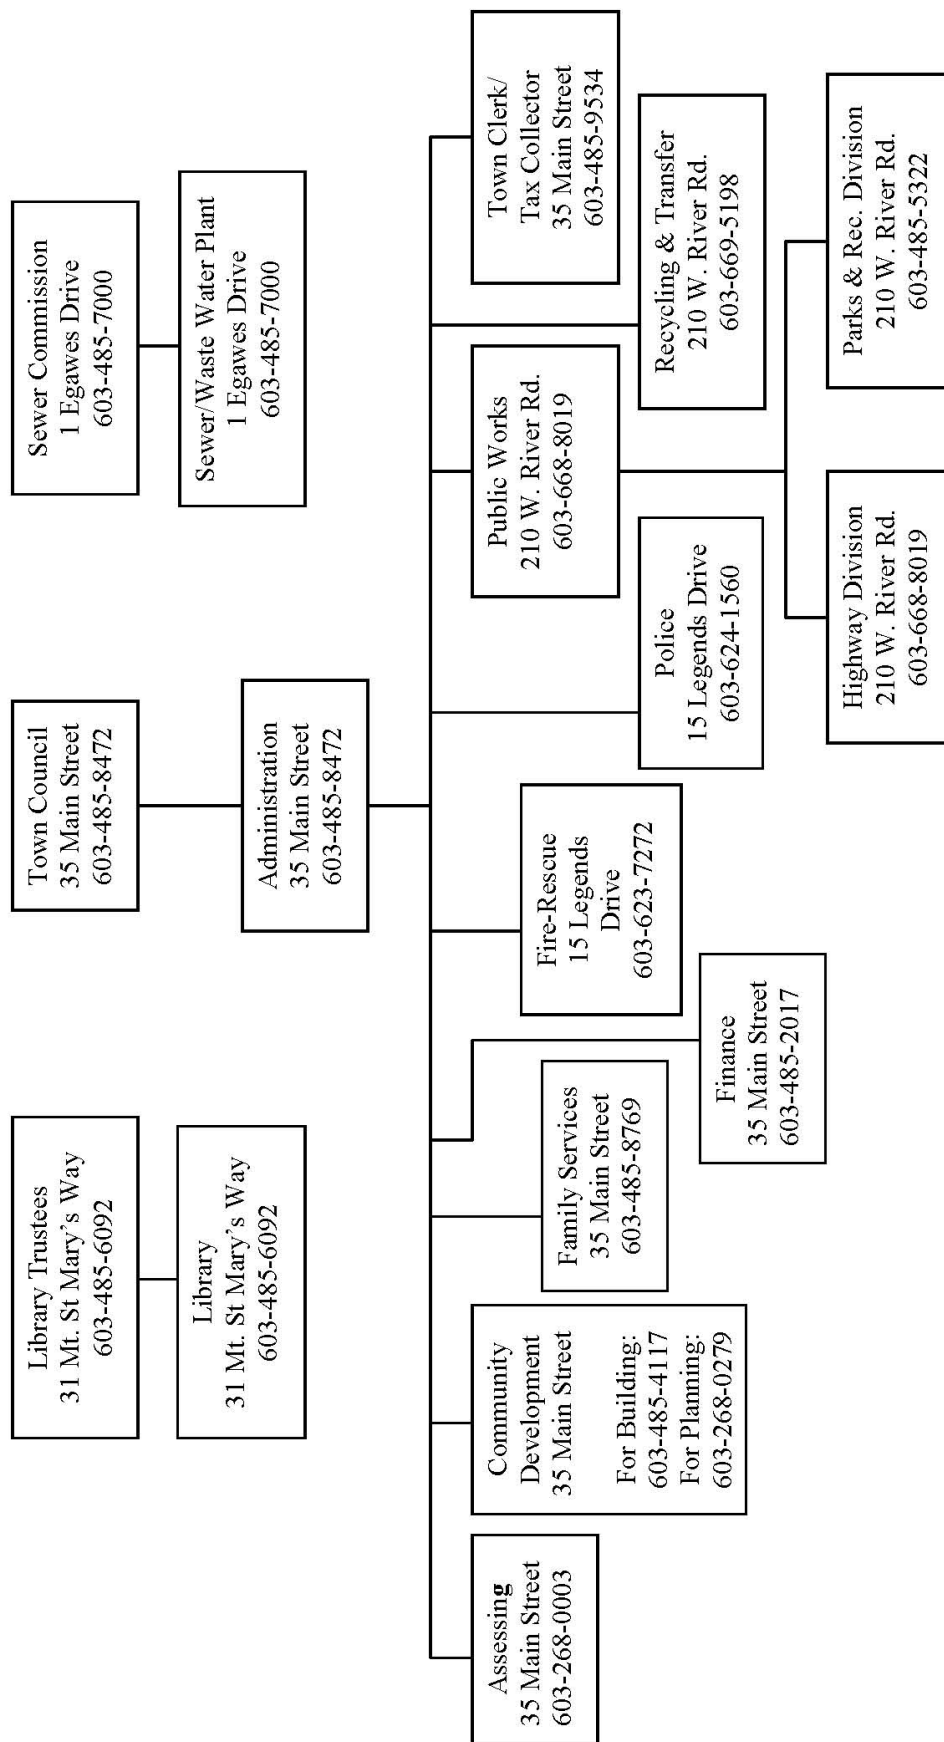 Library Trustees
31 Mt. St Mary’s Way
603-485-6092
Town Council
35 Main Street
603-485-8472
Sewer Commission
1 Egawes Drive
603-485-7000
Library
31 Mt. St Mary’s Way
603-485-6092
Administration
35 Main Street
603-485-8472
Sewer/Waste Water Plant
1 Egawes Drive
603-485-7000
Assessing
35 Main Street
603-268-0003
Community
Development
35 Main Street
For Building:
603-485-4117
For Planning:
603-268-0279
Family Services
35 Main Street
603-485-8769
Finance
35 Main Street
603-485-2017
Fire-Rescue
15 Legends
Drive
603-623-7272
Police
15 Legends Drive
603-624-1560
Public Works
210 W. River Rd.
603-668-8019
Recycling & Transfer
210 W. River Rd.
603-669-5198
Town Clerk/
Tax Collector
35 Main Street
603-485-9534
Highway Division
210 W. River Rd.
603-668-8019
Parks & Rec. Division
210 W. River Rd.
603-485-5322